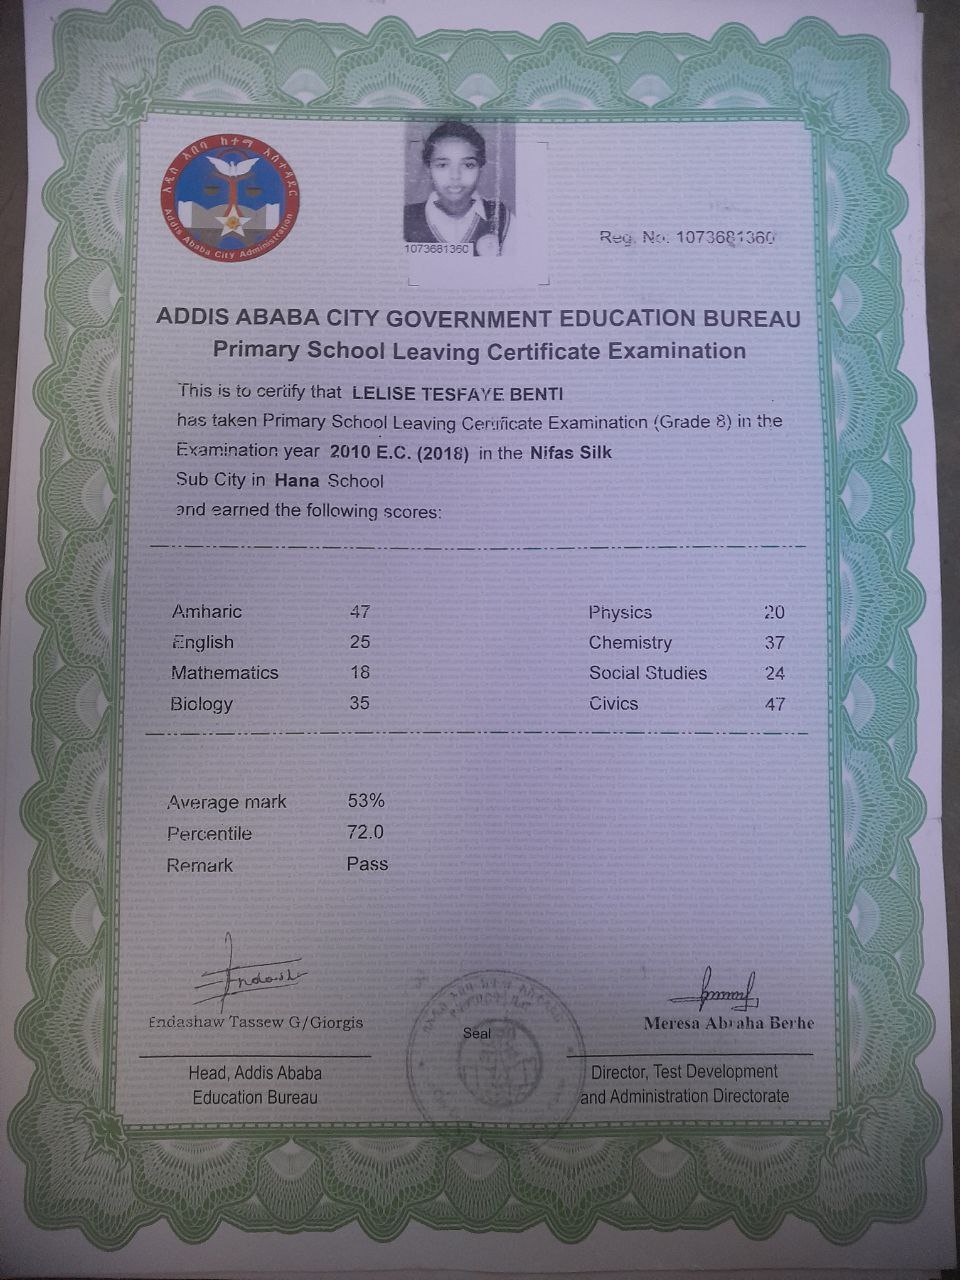 አዲስ አበባ ከተማ አስተዳደር
Addis Ababa City Administration
1073681360
Reg. No. 1073681360
ADDIS ABABA CITY GOVERNMENT EDUCATION BUREAU
Primary School Leaving Certificate Examination
This is to certify that LELISE TESFAYE BENTI
has taken Primary School Leaving Certificate Examination (Grade 8) in the
Examination year 2010 E.C. (2018) in the Nifas Silk
Sub City in Hana School
and earned the following scores:
Amharic 47 Physics 20
English 25 Chemistry 37
Mathematics 18 Social Studies 24
Biology 35 Civics 47
Average mark 53%
Percentile 72.0
Remark Pass
Endashaw Tassew G/Giorgis
Meresa Abraha Berhe
Seal
Head, Addis Ababa
Education Bureau
Director, Test Development
and Administration Directorate